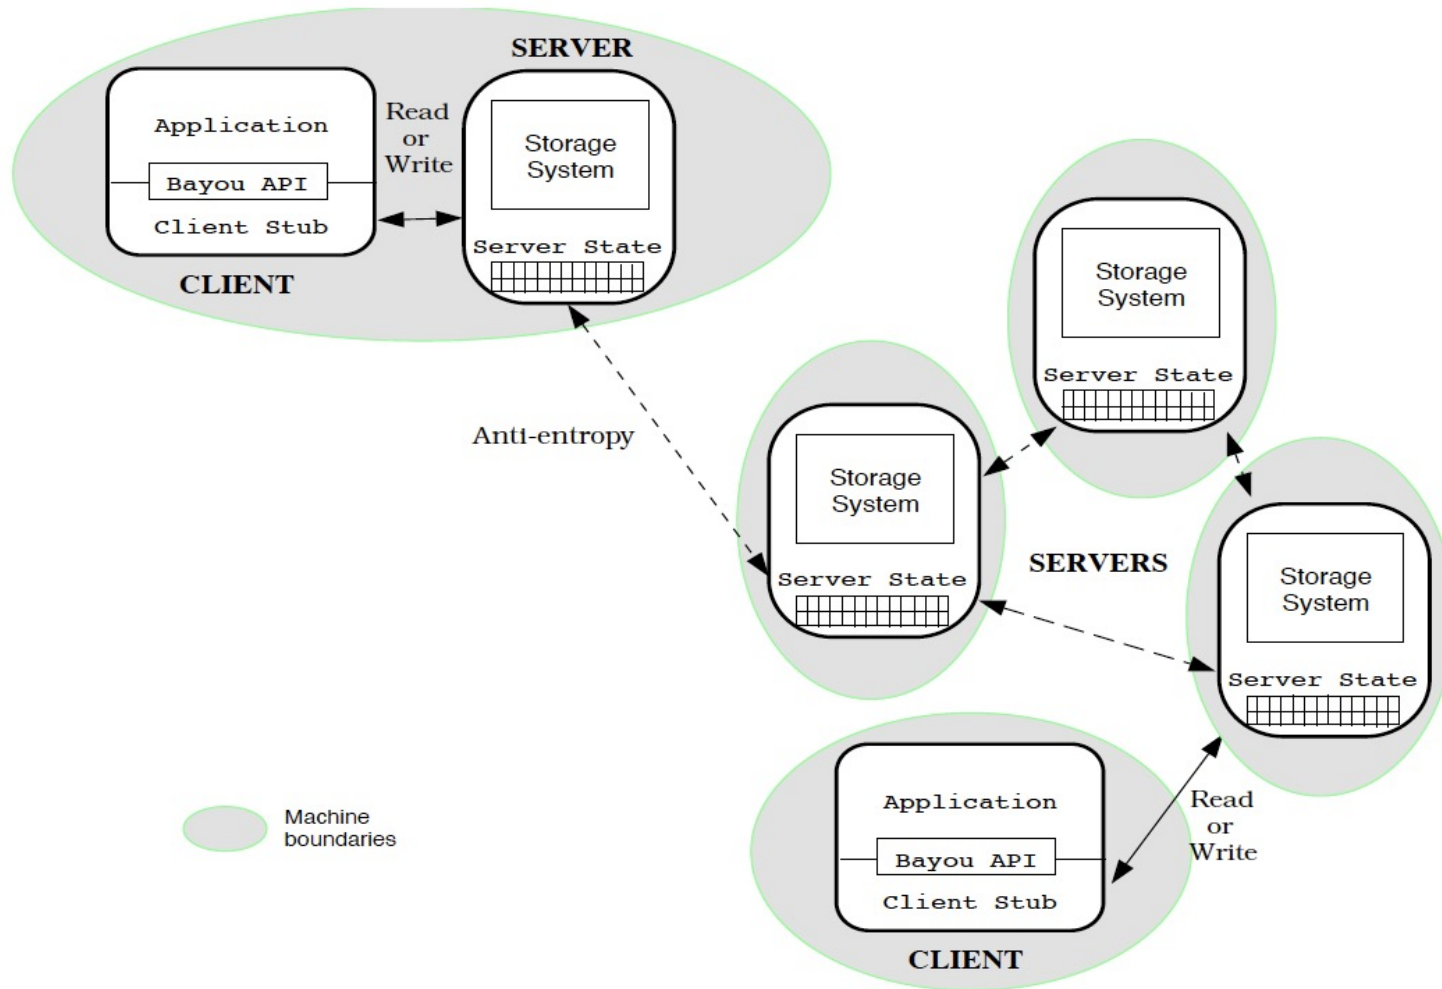 SERVER
Application
Bayou API
Client Stub
CLIENT
Read
or
Write
Storage
System
Server State
Anti-entropy
Storage
System
Server State
Storage
System
Server State
SERVERS
Storage
System
Server State
Machine
boundaries
Application
Bayou API
Client Stub
CLIENT
Read
or
Write